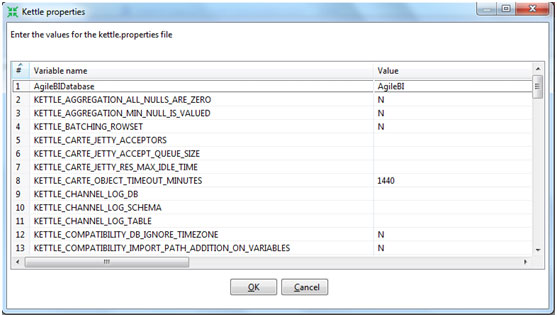 Kettle properties
Enter the values for the kettle.properties file
# Variable name Value
1 AgileBIDatabase AgileBI
2 KETTLE_AGGREGATION_ALL_NULLS_ARE_ZERO N
3 KETTLE_AGGREGATION_MIN_NULL_IS_VALUED N
4 KETTLE_BATCHING_ROWSET N
5 KETTLE_CARTE_JETTY_ACCEPTORS
6 KETTLE_CARTE_JETTY_ACCEPT_QUEUE_SIZE
7 KETTLE_CARTE_JETTY_RES_MAX_IDLE_TIME
8 KETTLE_CARTE_OBJECT_TIMEOUT_MINUTES 1440
9 KETTLE_CHANNEL_LOG_DB
10 KETTLE_CHANNEL_LOG_SCHEMA
11 KETTLE_CHANNEL_LOG_TABLE
12 KETTLE_COMPATIBILITY_DB_IGNORE_TIMEZONE N
13 KETTLE_COMPATIBILITY_IMPORT_PATH_ADDITION_ON_VARIABLES N
OK Cancel